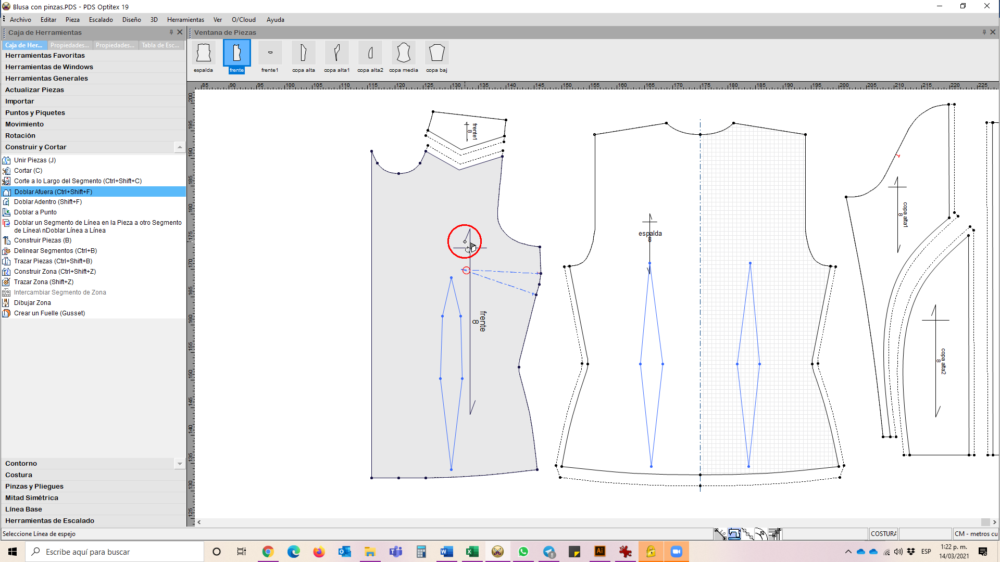 Blusa con pinzas.PDS - PDS Optitex 19
Archivo Editar Pieza Escalado Diseño 3D Herramientas Ver O/Cloud Ayuda
Caja de Herramientas
Ventana de Piezas
Caja de Her... Propiedades... Propiedades... Tabla de Esc...
Herramientas Favoritas
Herramientas de Windows
Herramientas Generales
Actualizar Piezas
Importar
Puntos y Piquetes
Movimiento
Rotación
Construir y Cortar
Unir Piezas (J)
Cortar (C)
Corte a lo Largo del Segmento (Ctrl+Shift+C)
Doblar Afuera (Ctrl+Shift+F)
Doblar Adentro (Shift+F)
Doblar a Punto
Doblar un Segmento de Línea en la Pieza a otro Segmento
de Línea\ nDoblar Línea a Línea
Construir Piezas (B)
Delinear Segmentos (Ctrl+B)
Trazar Piezas (Ctrl+Shift+B)
Construir Zona (Ctrl+Shift+Z)
Trazar Zona (Shift+Z)
Intercambiar Segmento de Zona
Dibujar Zona
Crear un Fuelle (Gusset)
Contorno
Costura
Pinzas y Pliegues
Mitad Simétrica
Línea Base
Herramientas de Escalado
espalda frente frente1 copa alta copa alta1 copa alta2 copa media copa baj
85 90 95 100 105 110 115 120 125 130 135 140 145 150 155 160 165 170 175 180 185 190 195 200 205 210 215 220 225
200
195
190
185
180
175
170
165
160
155
150
145
140
135
130
125
frente1
8
frente
8
espalda
8
copa alta1
8
copa alta2
8
Seleccione Línea de espejo
COSTURA
CM - metros cu
Escribe aquí para buscar
8
ESP
1:22 p. m.
14/03/2021